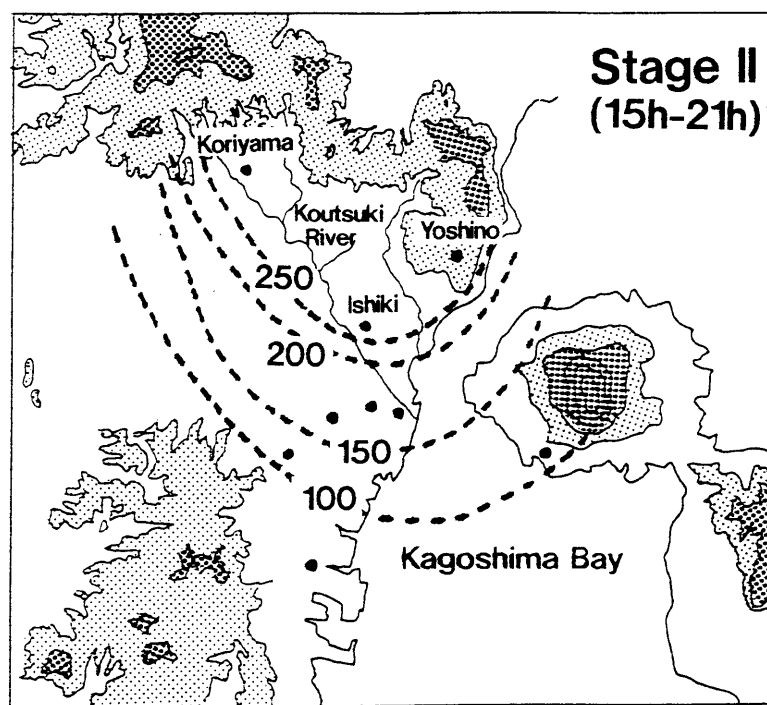 Stage II
(15h-21h)
Koriyama
Koutsuki
River
Yoshino
250
Ishiki
200
150
100
Kagoshima Bay